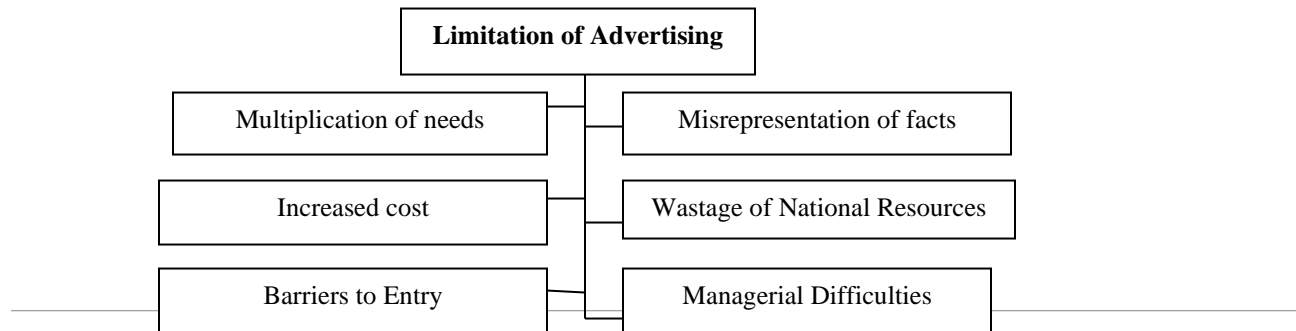 Limitation of Advertising
Multiplication of needs
Misrepresentation of facts
Increased cost
Wastage of National Resources
Barriers to Entry
Managerial Difficulties